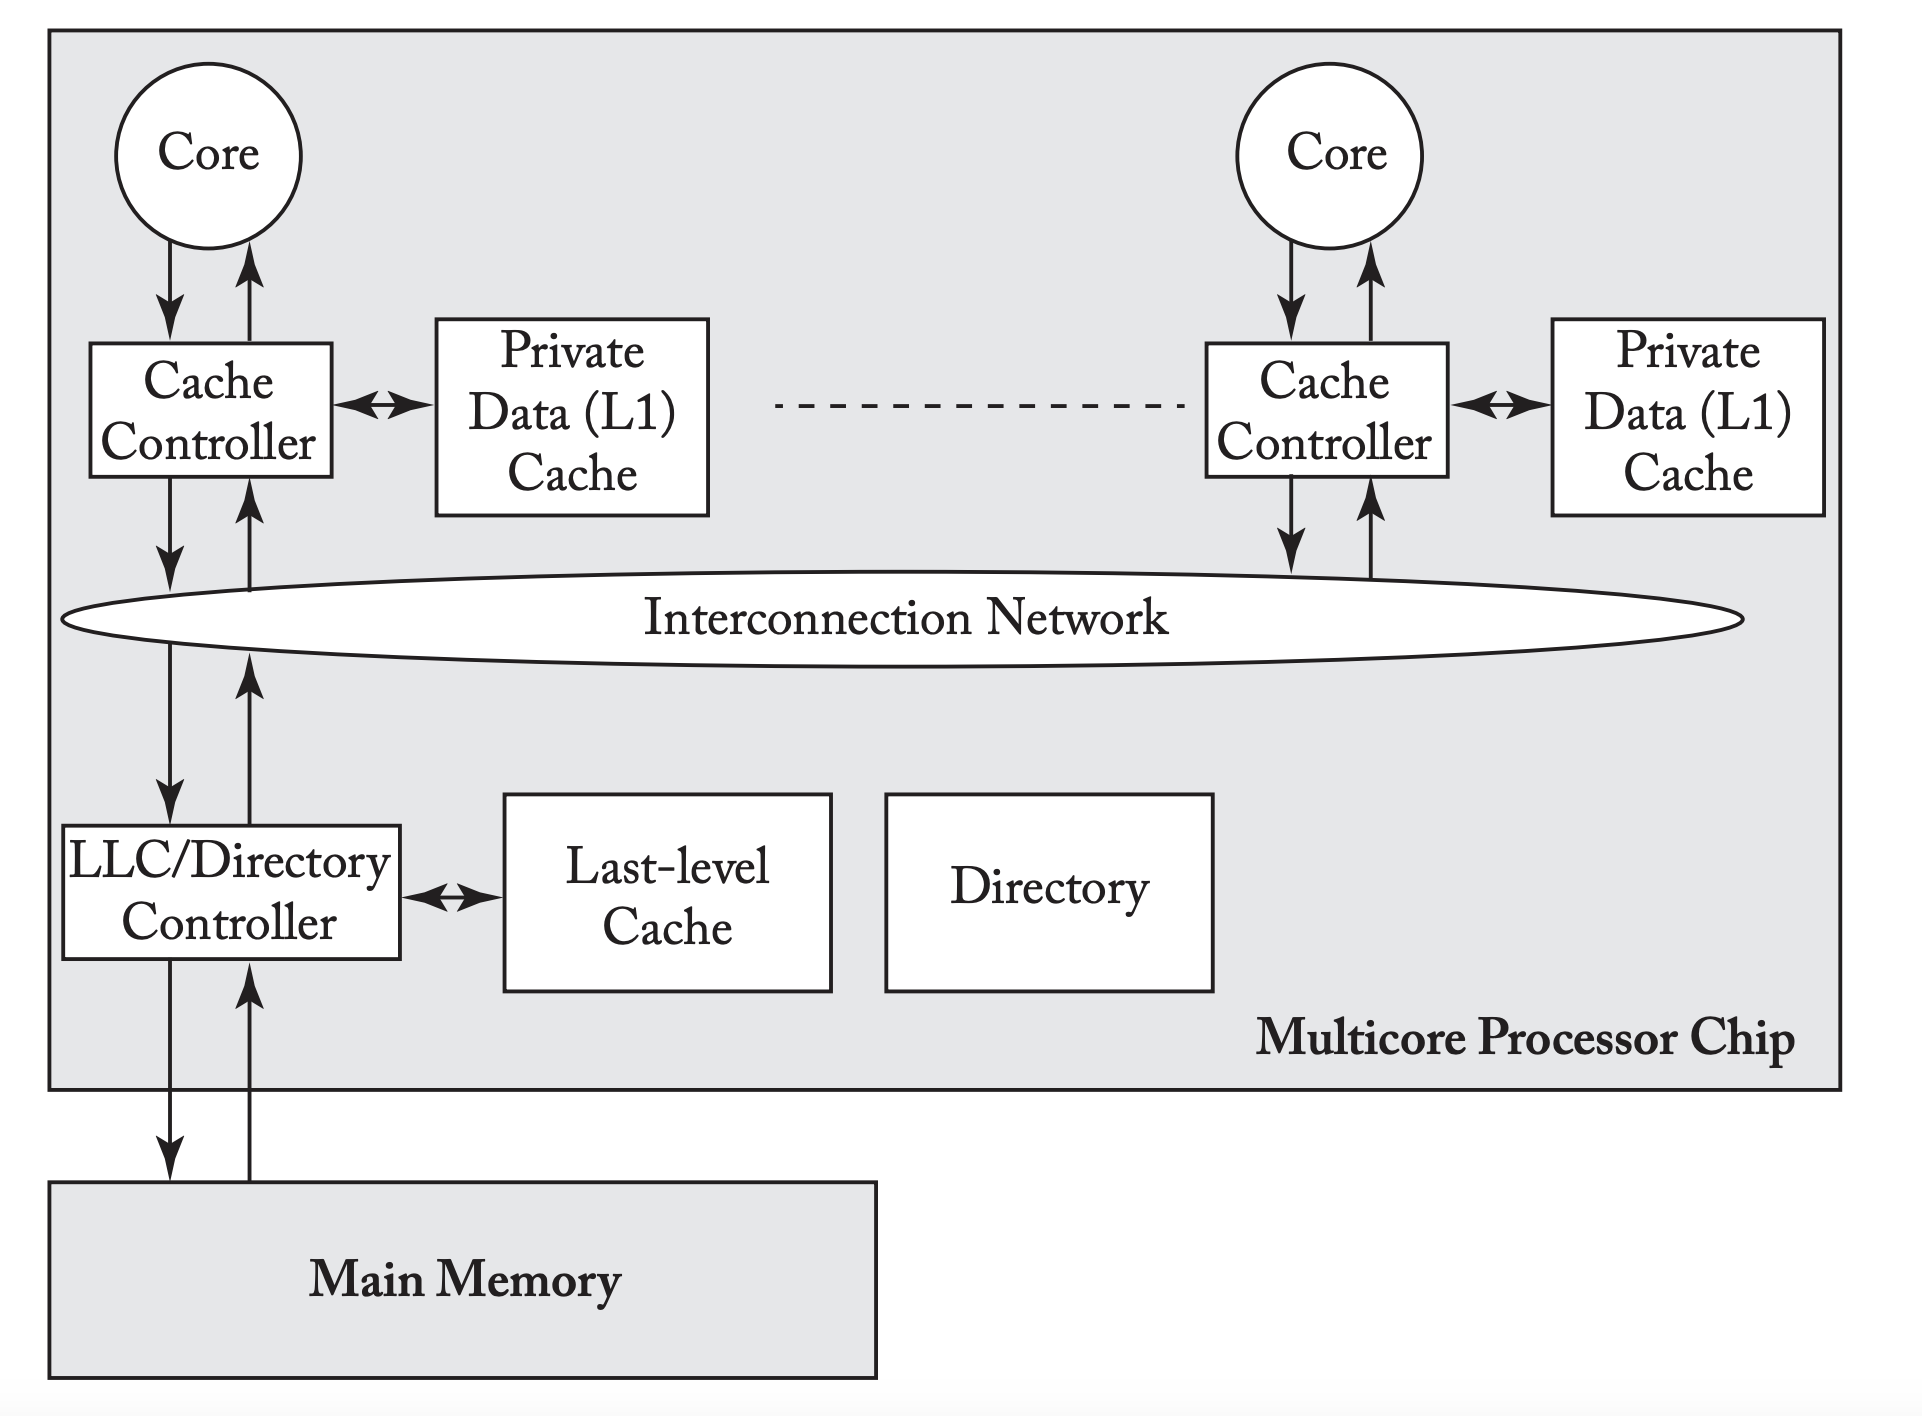 Core
Core
Cache
Controller
Private
Data (L1)
Cache
Cache
Controller
Private
Data (L1)
Cache
Interconnection Network
LLC/Directory
Controller
Last-level
Cache
Directory
Multicore Processor Chip
Main Memory